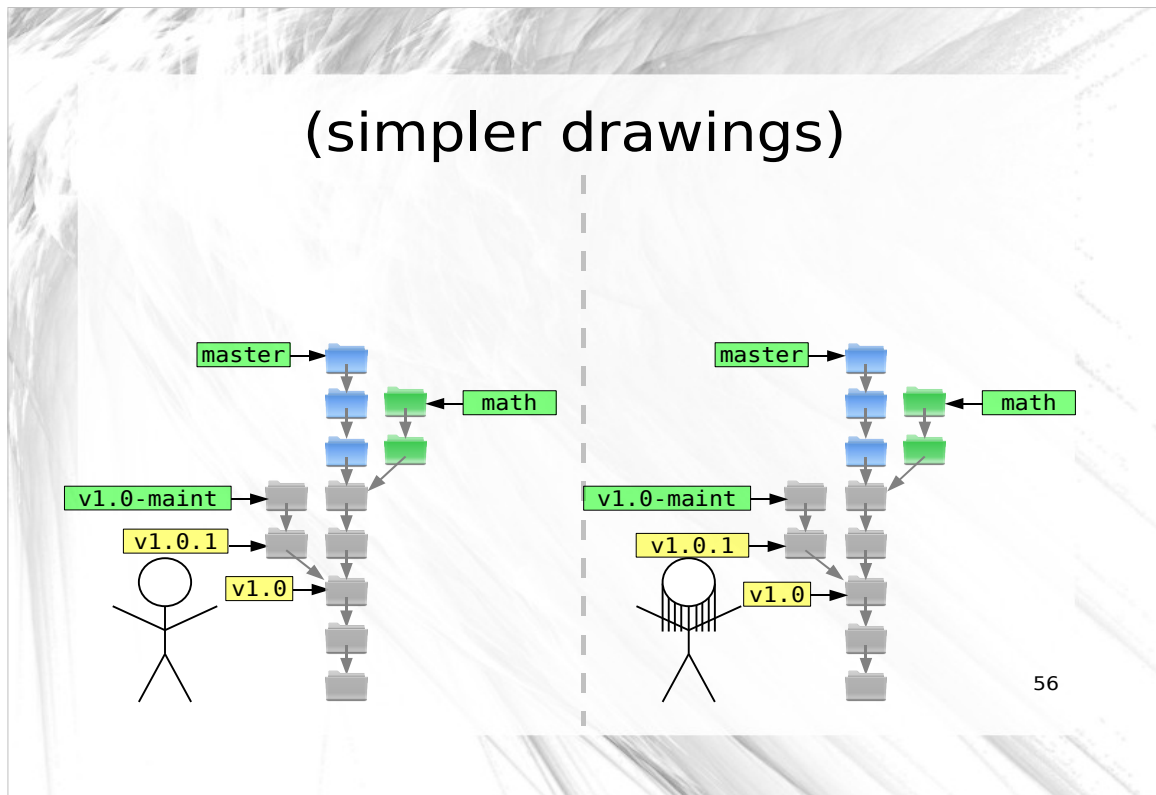 (simpler drawings)
master
math
v1.0-maint
v1.0.1
v1.0
master
math
v1.0-maint
v1.0.1
v1.0
56